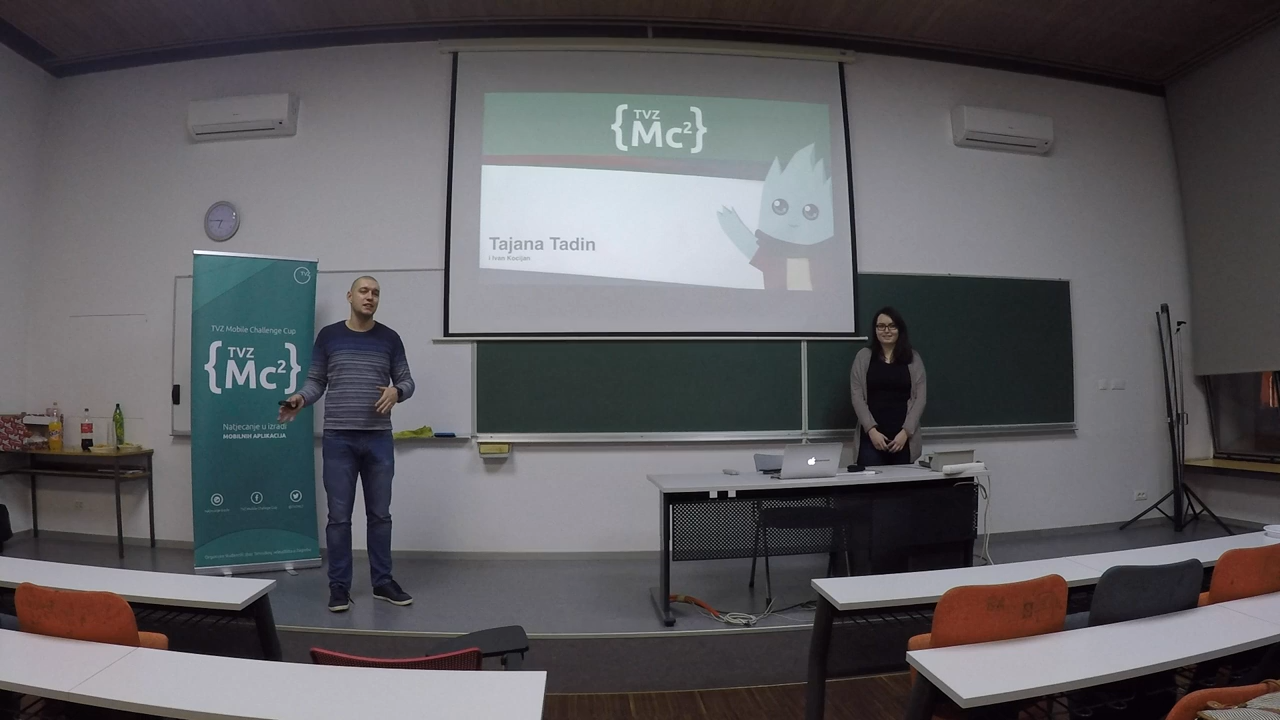 {TVZ Mc²}
Tajana Tadin
i Ivan Kocijan
TVZ Mobile Challenge Cup
{TVZ Mc²}
Natjecanje u izradi
MOBILNIH APLIKACIJA